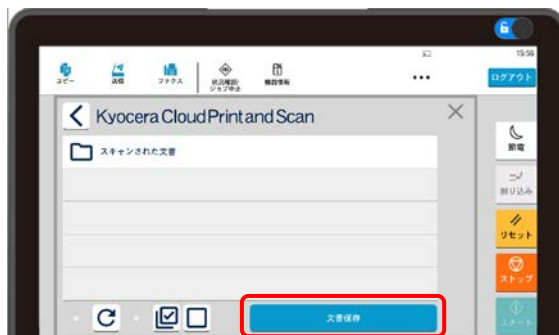 15:56
コピー
送信
ファクス
状況確認/
ジョブ中止
機器情報
ログアウト
Kyocera Cloud Print and Scan
スキャンされた文書
文書保存
節電
割り込み
リセット
ストップ
スタート